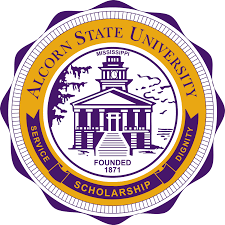 ALCORN STATE UNIVERSITY
MISSISSIPPI
FOUNDED
1871
SERVICE
SCHOLARSHIP
DIGNITY